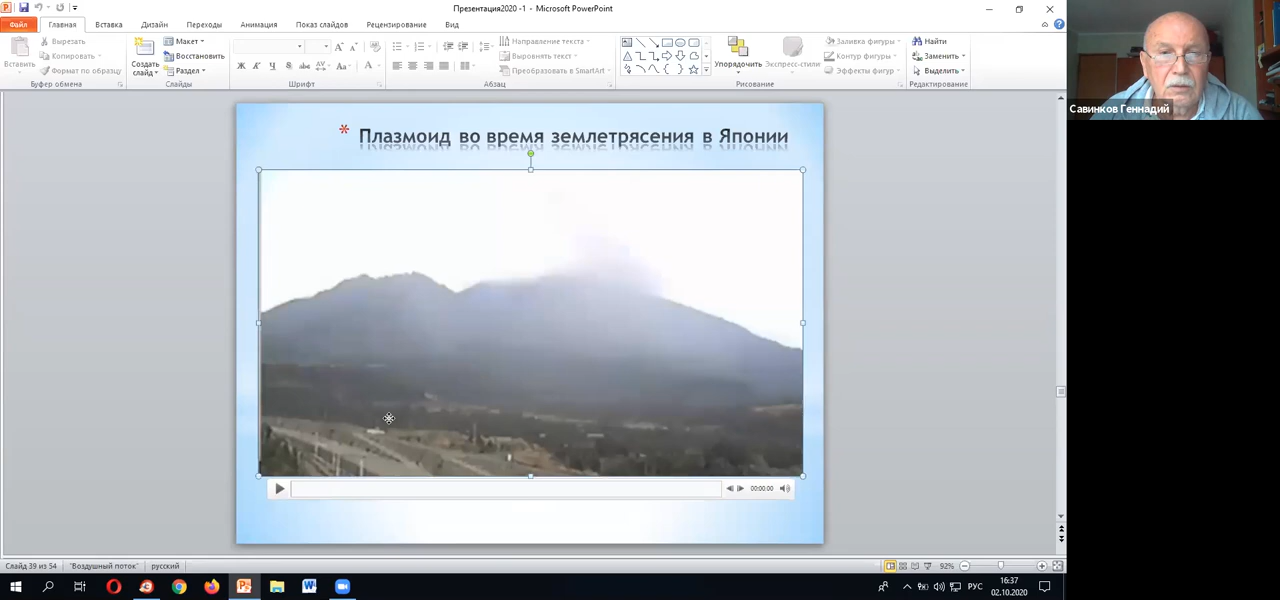 Презентация2020 -1 - Microsoft PowerPoint
Файл Главная Вставка Дизайн Переходы Анимация Показ слайдов Рецензирование Вид
Вставить
Вырезать
Копировать
Формат по образцу
Буфер обмена
Создать слайд
Макет
Восстановить
Раздел
Слайды
Ж К Ч S abc AV Aa А
Шрифт
Направление текста
Выровнять текст
Преобразовать в SmartArt
Абзац
Упорядочить
Экспресс-стили
Заливка фигуры
Контур фигуры
Эффекты фигур
Рисование
Найти
Заменить
Выделить
Редактирование
Савинков Геннадий
* Плазмоид во время землетрясения в Японии
00:00.00
Слайд 39 из 54 "Воздушный поток" русский 92%
РУС
16:37
02.10.2020